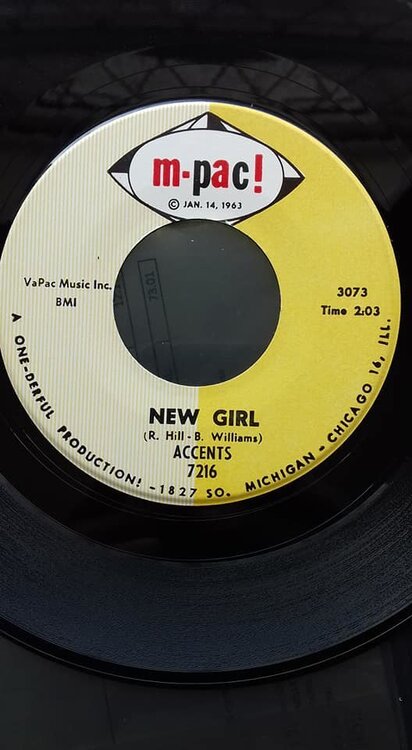 m-pac!
© JAN. 14, 1963
VaPac Music Inc.
BMI
3073
Time 2:03
NEW GIRL
(R. Hill - B. Williams)
ACCENTS
7216
A ONE-DERFUL PRODUCTION! - 1827 SO. MICHIGAN - CHICAGO 16, ILL.